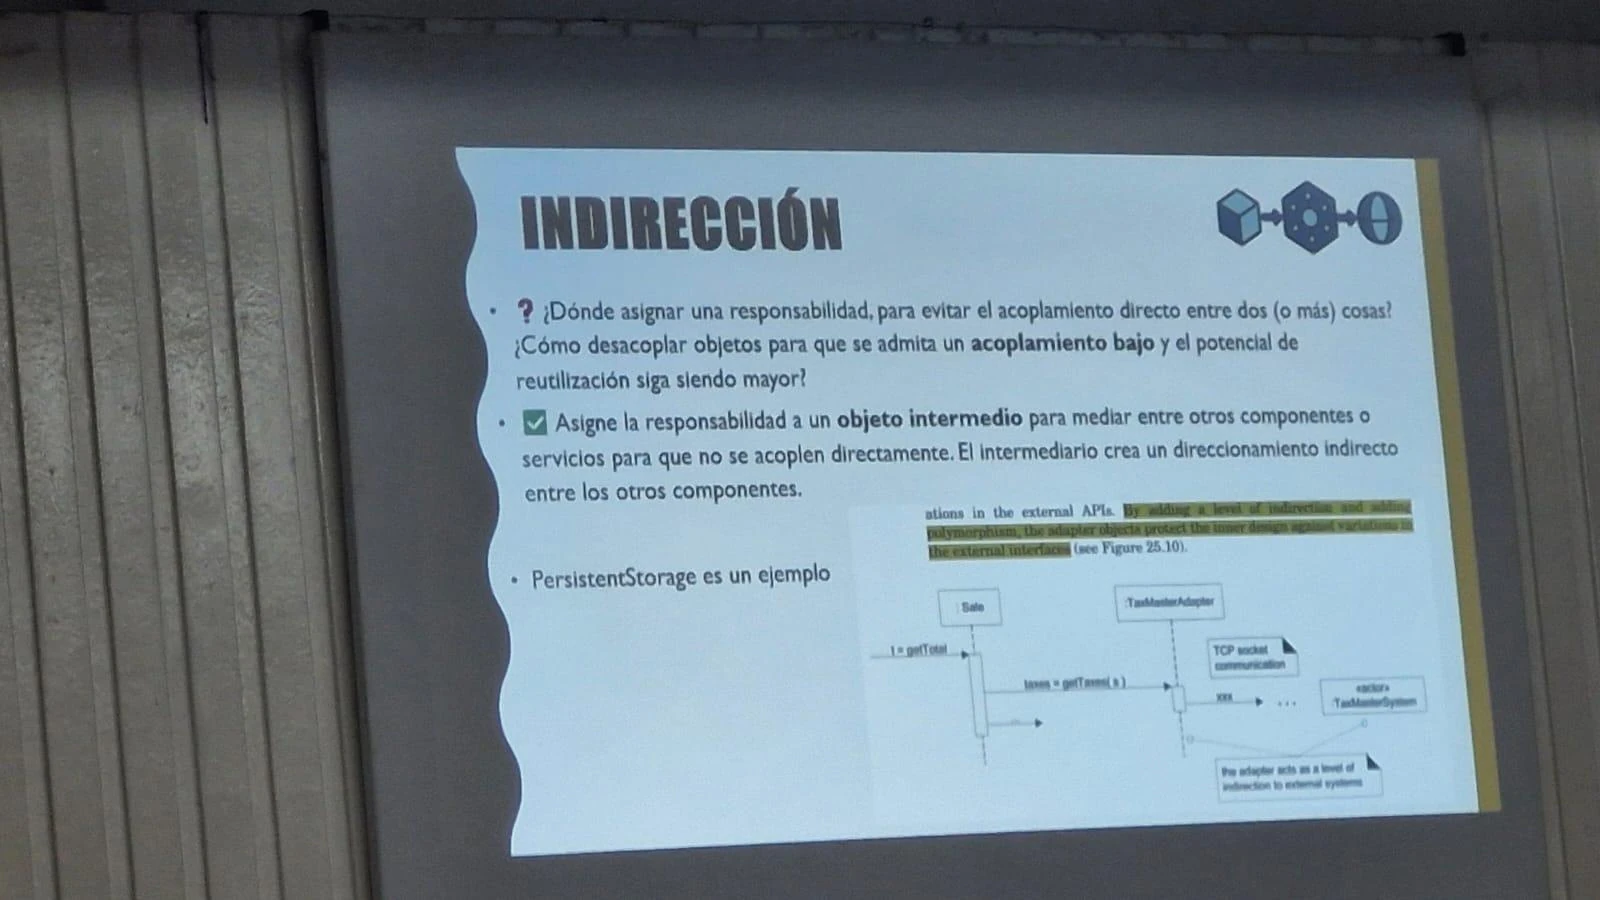 INDIRECCIÓN
• ❓ ¿Dónde asignar una responsabilidad, para evitar el acoplamiento directo entre dos (o más) cosas?
¿Cómo desacoplar objetos para que se admita un acoplamiento bajo y el potencial de
reutilización siga siendo mayor?
• ✅ Asigne la responsabilidad a un objeto intermedio para mediar entre otros componentes o
servicios para que no se acoplen directamente. El intermediario crea un direccionamiento indirecto
entre los otros componentes.
• PersistentStorage es un ejemplo
ations in the external APIs. By adding a level of indirection and adding
polymorphism, the adapter objects protect the inner design against variations in
the external interfaces (see Figure 25.10).
: Sale
:TaxMasterAdapter
t = getTotal
TCP socket
communication
taxes = getTaxes( s )
xxx
...
«actor»
:TaxMasterSystem
the adapter acts as a level of
indirection to external systems